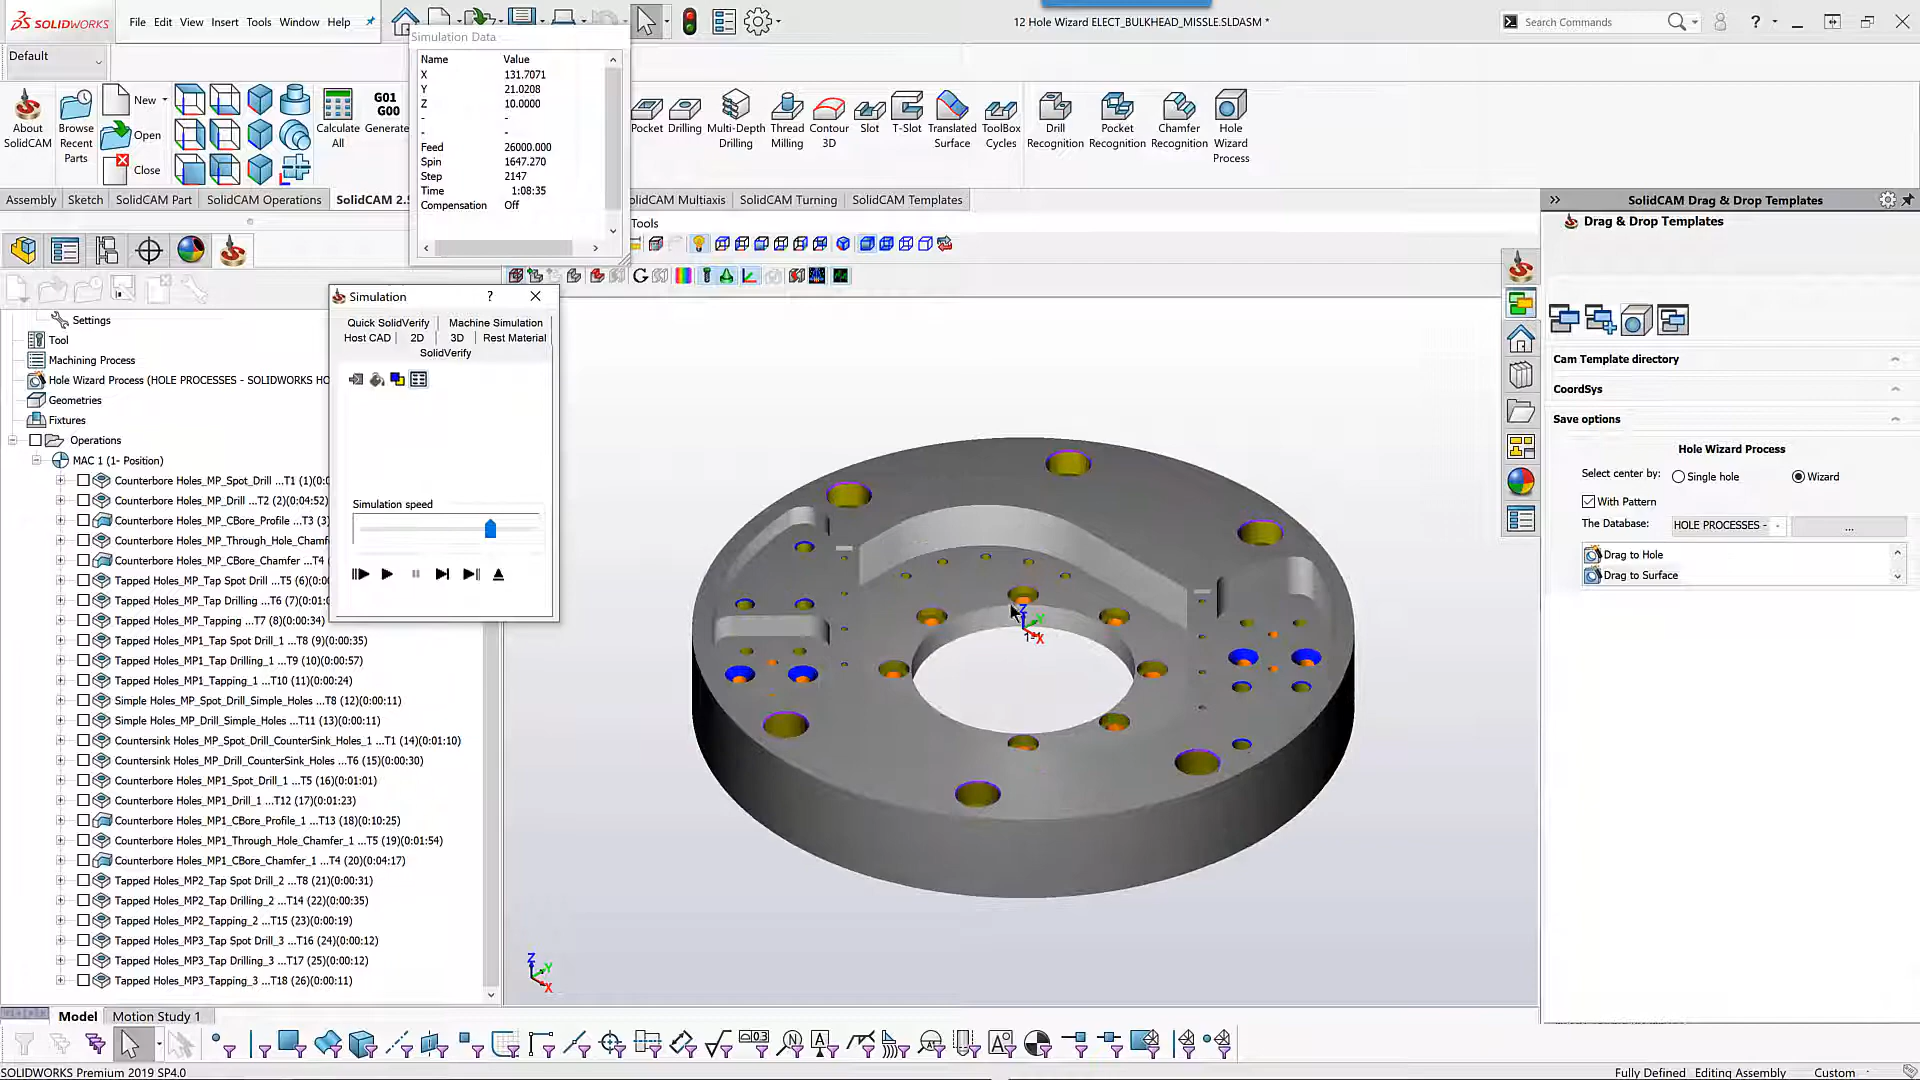 SOLIDWORKS
File Edit View Insert Tools Window Help
12 Hole Wizard ELECT_BULKHEAD_MISSLE.SLDASM *
Search Commands
?
Default
Simulation Data
Name Value
X 131.7071
Y 21.0208
Z 10.0000
- -
- -
Feed 26000.000
Spin 1647.270
Step 2147
Time 1:08:35
Compensation Off
About SolidCAM
Browse Recent Parts
New
Open
Close
Calculate All
G01 G00
Generate
Pocket
Drilling
Multi-Depth Drilling
Thread Milling
Contour 3D
Slot
T-Slot
Translated Surface
ToolBox Cycles
Drill Recognition
Pocket Recognition
Chamfer Recognition
Hole Wizard Process
Assembly Sketch SolidCAM Part SolidCAM Operations SolidCAM 2.5 olidCAM Multiaxis SolidCAM Turning SolidCAM Templates
Tools
Simulation ? ×
Quick SolidVerify Machine Simulation
Host CAD 2D 3D Rest Material
SolidVerify
Simulation speed
Settings
Tool
Machining Process
Hole Wizard Process (HOLE PROCESSES - SOLIDWORKS HO
Geometries
Fixtures
Operations
MAC 1 (1- Position)
Counterbore Holes_MP_Spot_Drill ...T1 (1)(0:0
Counterbore Holes_MP_Drill ...T2 (2)(0:04:52)
Counterbore Holes_MP_CBore_Profile ...T3 (3)
Counterbore Holes_MP_Through_Hole_Chamf
Counterbore Holes_MP_CBore_Chamfer ...T4
Tapped Holes_MP_Tap Spot Drill ...T5 (6)(0:0
Tapped Holes_MP_Tap Drilling ...T6 (7)(0:01:
Tapped Holes_MP_Tapping ...T7 (8)(0:00:34)
Tapped Holes_MP1_Tap Spot Drill_1 ...T8 (9)(0:00:35)
Tapped Holes_MP1_Tap Drilling_1 ...T9 (10)(0:00:57)
Tapped Holes_MP1_Tapping_1 ...T10 (11)(0:00:24)
Simple Holes_MP_Spot_Drill_Simple_Holes ...T8 (12)(0:00:11)
Simple Holes_MP_Drill_Simple_Holes ...T11 (13)(0:00:11)
Countersink Holes_MP_Spot_Drill_CounterSink_Holes_1 ...T1 (14)(0:01:10)
Countersink Holes_MP_Drill_CounterSink_Holes ...T6 (15)(0:00:30)
Counterbore Holes_MP1_Spot_Drill_1 ...T5 (16)(0:01:01)
Counterbore Holes_MP1_Drill_1 ...T12 (17)(0:01:23)
Counterbore Holes_MP1_CBore_Profile_1 ...T13 (18)(0:10:25)
Counterbore Holes_MP1_Through_Hole_Chamfer_1 ...T5 (19)(0:01:54)
Counterbore Holes_MP1_CBore_Chamfer_1 ...T4 (20)(0:04:17)
Tapped Holes_MP2_Tap Spot Drill_2 ...T8 (21)(0:00:31)
Tapped Holes_MP2_Tap Drilling_2 ...T14 (22)(0:00:35)
Tapped Holes_MP2_Tapping_2 ...T15 (23)(0:00:19)
Tapped Holes_MP3_Tap Spot Drill_3 ...T16 (24)(0:00:12)
Tapped Holes_MP3_Tap Drilling_3 ...T17 (25)(0:00:12)
Tapped Holes_MP3_Tapping_3 ...T18 (26)(0:00:11)
Z
Y
X
Z
Y
X
SolidCAM Drag & Drop Templates
Drag & Drop Templates
Cam Template directory
CoordSys
Save options
Hole Wizard Process
Select center by: Single hole Wizard
With Pattern
The Database: HOLE PROCESSES - ...
Drag to Hole
Drag to Surface
Model Motion Study 1
SOLIDWORKS Premium 2019 SP4.0
Fully Defined Editing Assembly Custom